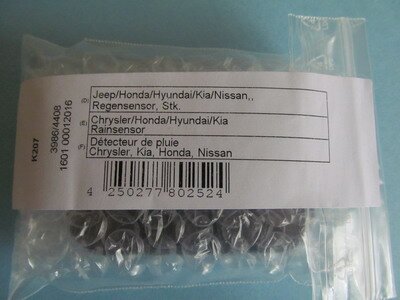 K207
3986/4408
1601 00012016
(D) Jeep/Honda/Hyundai/Kia/Nissan,,
Regensensor, Stk.
(E) Chrysler/Honda/Hyundai/Kia
Rainsensor
(F) Détecteur de pluie
Chrysler, Kia, Honda, Nissan
4 250277 802524